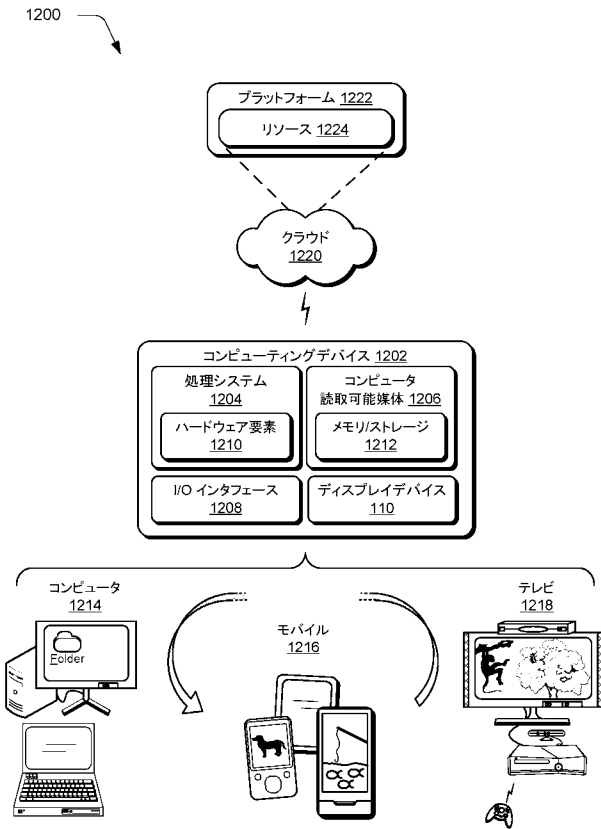 1200
プラットフォーム 1222
リソース 1224
クラウド
1220
コンピューティングデバイス 1202
処理システム
1204
ハードウェア要素
1210
コンピュータ
読取可能媒体 1206
メモリ/ストレージ
1212
I/O インタフェース
1208
ディスプレイデバイス
110
コンピュータ
1214
Folder
モバイル
1216
テレビ
1218